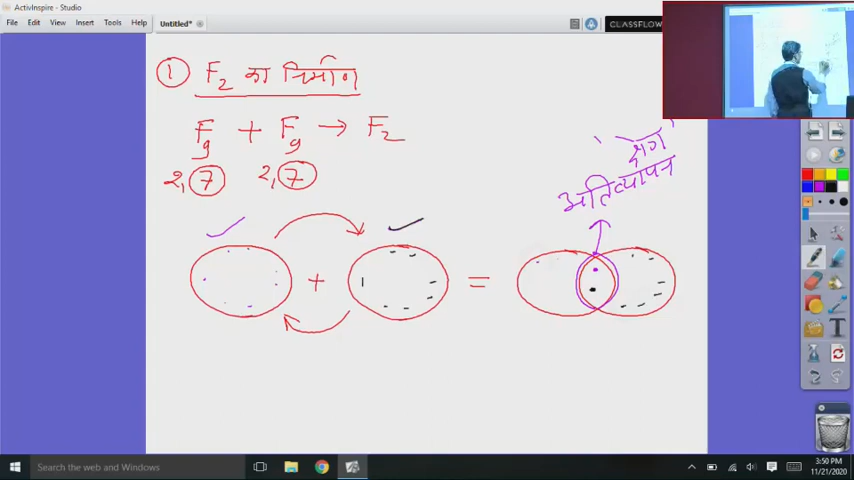 ActivInspire - Studio
File Edit View Insert Tools Help
Untitled*
CLASSFLOW
① F₂ का निर्माण
F₉ + F₉ → F₂
2, 7 2, 7
अतिव्यापन
+ =
T
Search the web and Windows
3:50 PM
11/21/2020